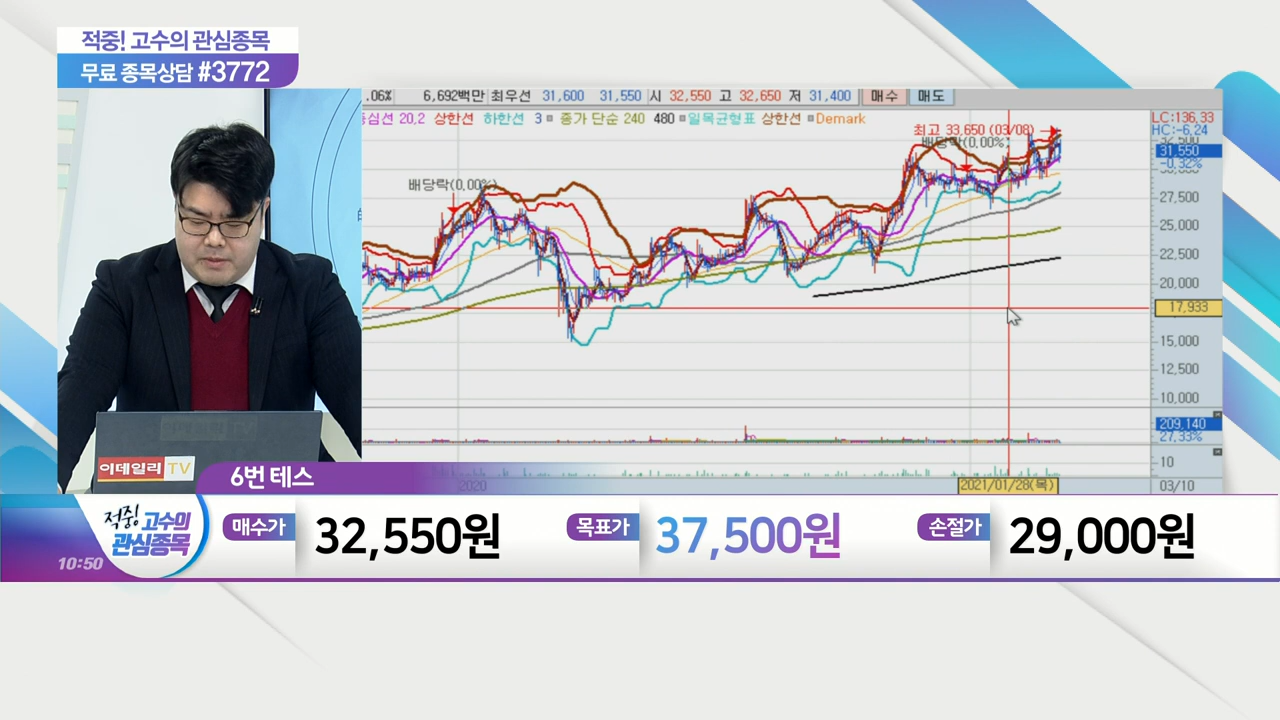 적중! 고수의 관심종목
무료 종목상담 #3772
.06% 6,692백만 최우선 31,600 31,550 시 32,550 고 32,650 저 31,400 매수 매도
심선 20,2 상한선 하한선 3 종가 단순 240 480 일목균형표 상한선 Demark
LC:136,33
HC:-6,24
최고 33,650 (03/08)
배당락(0,00%)
배당락(0,00%)
32,500
31,550
-0,32%
27,500
25,000
22,500
20,000
17,933
15,000
12,500
10,000
209,140
27,33%
10
2020
2021/01/28(목)
03/10
이데일리 TV
6번 테스
적중! 고수의
관심종목
10:50
매수가 32,550원 목표가 37,500원 손절가 29,000원